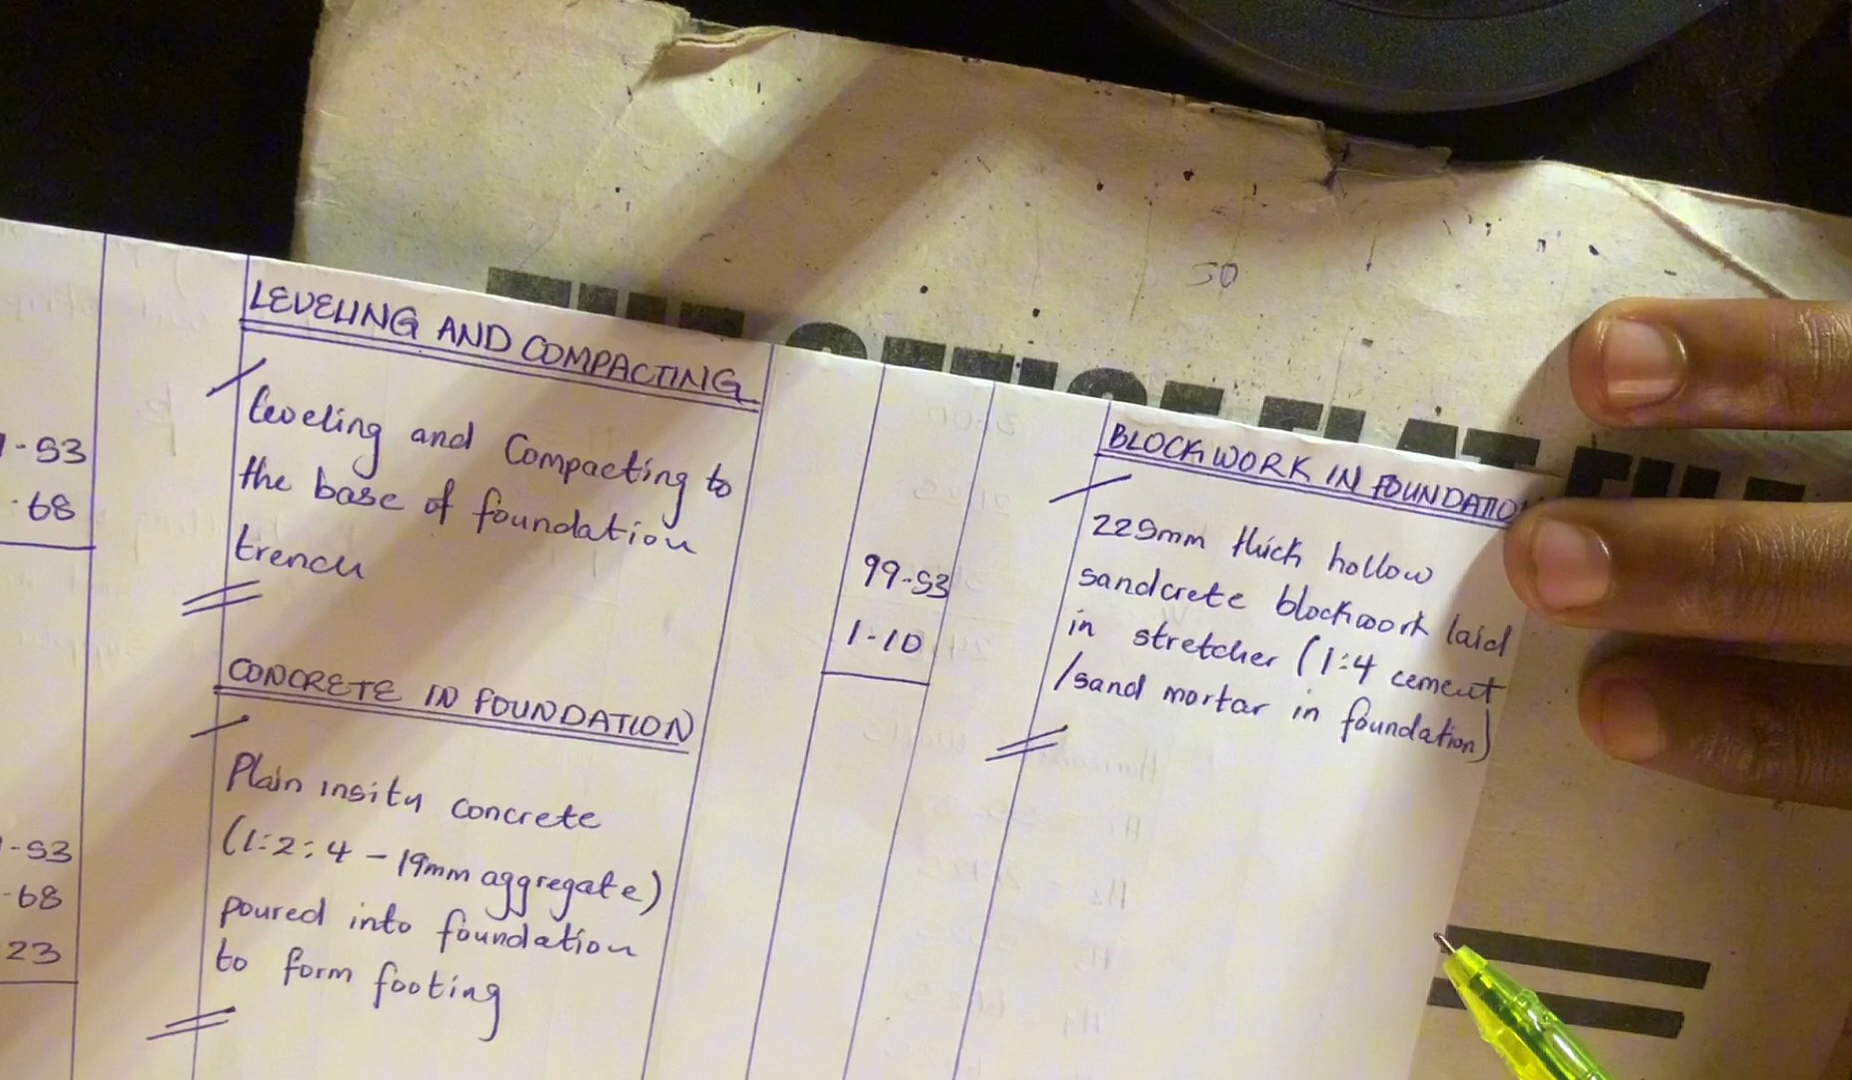 LEVELING AND COMPACTING
leveling and Compacting to
the base of foundation
trench
CONCRETE IN FOUNDATION
Plain insitu concrete
(1:2:4 - 19mm aggregate)
poured into foundation
to form footing
-53
.68
-53
-68
23
99-53
1-10
BLOCKWORK IN FOUNDATIO
229mm thick hollow
sandcrete blockwork laid
in stretcher (1:4 cement
/sand mortar in foundation)
50